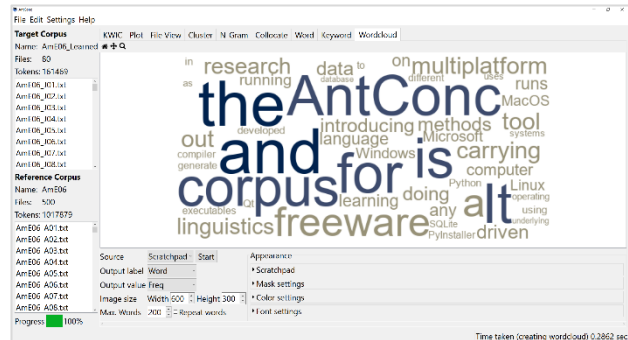 AntConc
File Edit Settings Help
Target Corpus
Name: AmE06_Learned
Files: 80
Tokens: 161469
AmE06_J01.txt
AmE06_J02.txt
AmE06_J03.txt
AmE06_J04.txt
AmE06_J05.txt
AmE06_J06.txt
AmE06_J07.txt
AmE06_J08.txt
Reference Corpus
Name: AmE06
Files: 500
Tokens: 1017879
AmE06_A01.txt
AmE06_A02.txt
AmE06_A03.txt
AmE06_A04.txt
AmE06_A05.txt
AmE06_A06.txt
AmE06_A07.txt
AmE06_A08.txt
Progress 100%
KWIC Plot File View Cluster N-Gram Collocate Word Keyword Wordcloud
in research data to on multiplatform
as running database different uses runs
the AntConc MacOS
developed introducing methods tool
out language Microsoft systems
compiler and Windows is carrying
generate computer
corpus for Python Linux
learning doing operating
executables Qt any alt using
linguistics freeware SQLite underlying
PyInstaller driven
Source Scratchpad Start
Output label Word
Output value Freq
Image size Width 600 Height 300
Max. Words 200 Repeat words
Appearance
Scratchpad
Mask settings
Color settings
Font settings
Time taken (creating wordcloud) 0.2862 sec